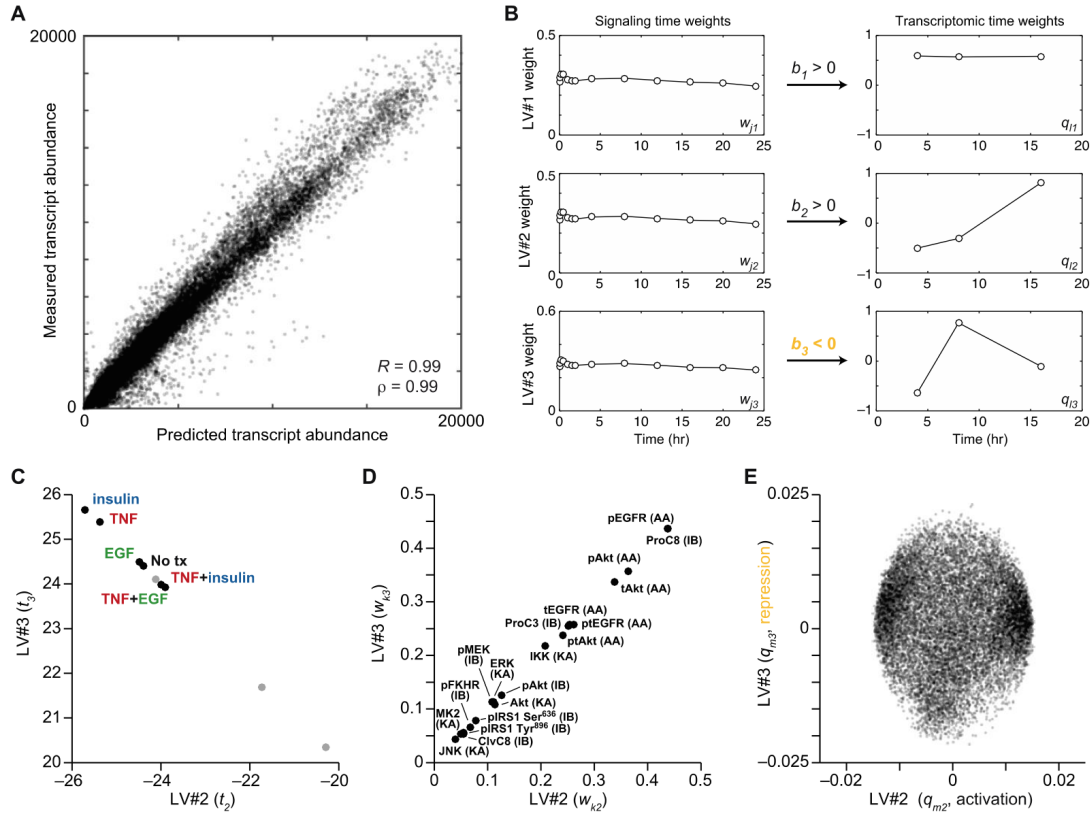 A
20000
Measured transcript abundance
0
R = 0.99
ρ = 0.99
0
20000
Predicted transcript abundance
B
Signaling time weights
Transcriptomic time weights
0.5
LV#1 weight
0
w_j1
0 5 10 15 20 25
b_1 > 0
1
0
−1
q_l1
0 5 10 15 20
0.5
LV#2 weight
0
w_j2
0 5 10 15 20 25
b_2 > 0
1
0
−1
q_l2
0 5 10 15 20
0.6
LV#3 weight
0
w_j3
0 5 10 15 20 25
Time (hr)
b_3 < 0
1
0
−1
q_l3
0 5 10 15 20
Time (hr)
C
LV#3 (t_3)
26
25
24
23
22
21
20
insulin
TNF
EGF
No tx
TNF+insulin
TNF+EGF
−26 −24 −22 −20
LV#2 (t_2)
D
LV#3 (w_k3)
0.5
0.4
0.3
0.2
0.1
0
pEGFR (AA)
ProC8 (IB)
pAkt (AA)
tAkt (AA)
tEGFR (AA)
ProC3 (IB)
ptEGFR (AA)
ptAkt (AA)
IKK (KA)
pMEK
(IB)
ERK
(KA)
pFKHR
(IB)
pAkt (IB)
Akt (KA)
MK2
(KA)
pIRS1 Ser^636 (IB)
pIRS1 Tyr^896 (IB)
ClvC8 (IB)
JNK (KA)
0 0.1 0.2 0.3 0.4 0.5
LV#2 (w_k2)
E
LV#3 (q_m3, repression)
0.025
0
−0.025
−0.02 0 0.02
LV#2 (q_m2, activation)